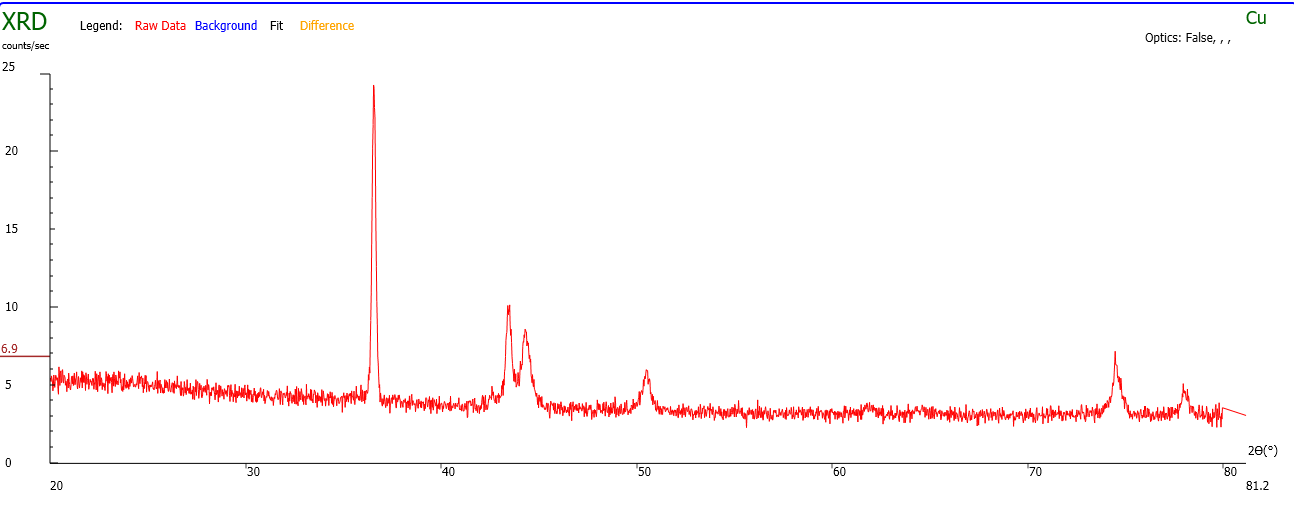 XRD
Legend: Raw Data Background Fit Difference
Cu
counts/sec
Optics: False, , ,
25
20
15
10
6.9
5
0
2Θ(°)
30 40 50 60 70 80
20 81.2